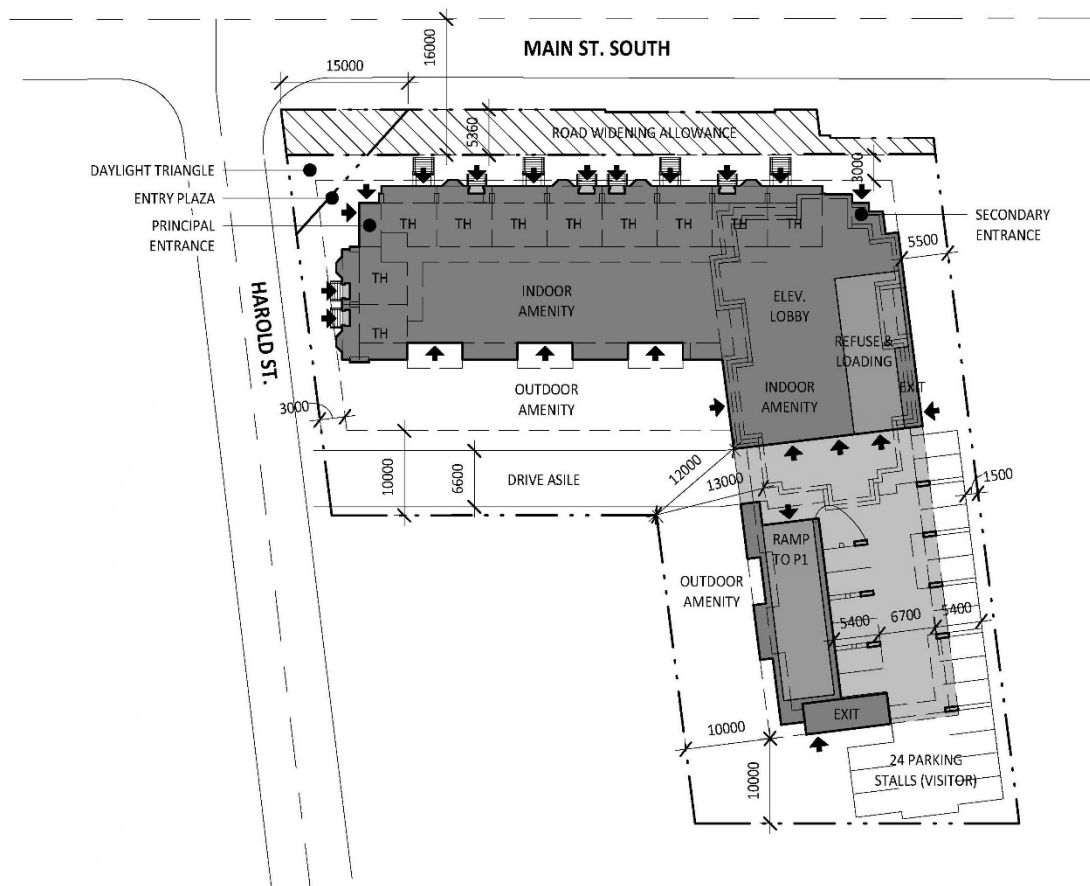 MAIN ST. SOUTH
16000
15000
5360
ROAD WIDENING ALLOWANCE
3000
DAYLIGHT TRIANGLE
ENTRY PLAZA
PRINCIPAL
ENTRANCE
SECONDARY
ENTRANCE
TH
TH
TH
TH
TH
TH
TH
TH
5500
TH
TH
INDOOR
AMENITY
ELEV.
LOBBY
REFUSE &
LOADING
HAROLD ST.
OUTDOOR
AMENITY
INDOOR
AMENITY
EXIT
3000
10000
6600
DRIVE ASILE
12000
13000
1500
RAMP
TO P1
OUTDOOR
AMENITY
5400
6700
5400
EXIT
10000
10000
24 PARKING
STALLS (VISITOR)